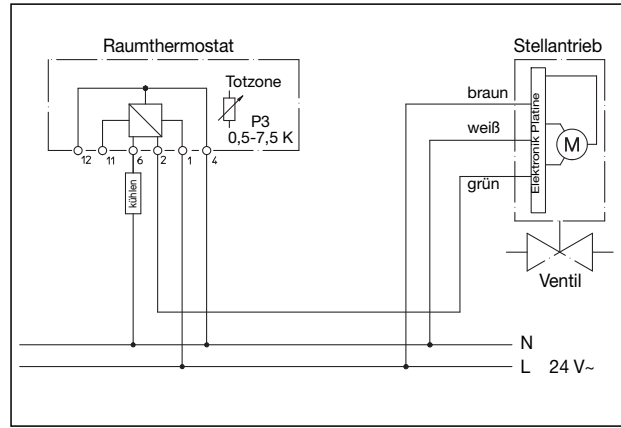 Raumthermostat
Stellantrieb
Totzone
P3
0,5-7,5 K
12 11 6 2 1 4
kühlen
braun
weiß
grün
Elektronik Platine
M
Ventil
N
L 24 V~